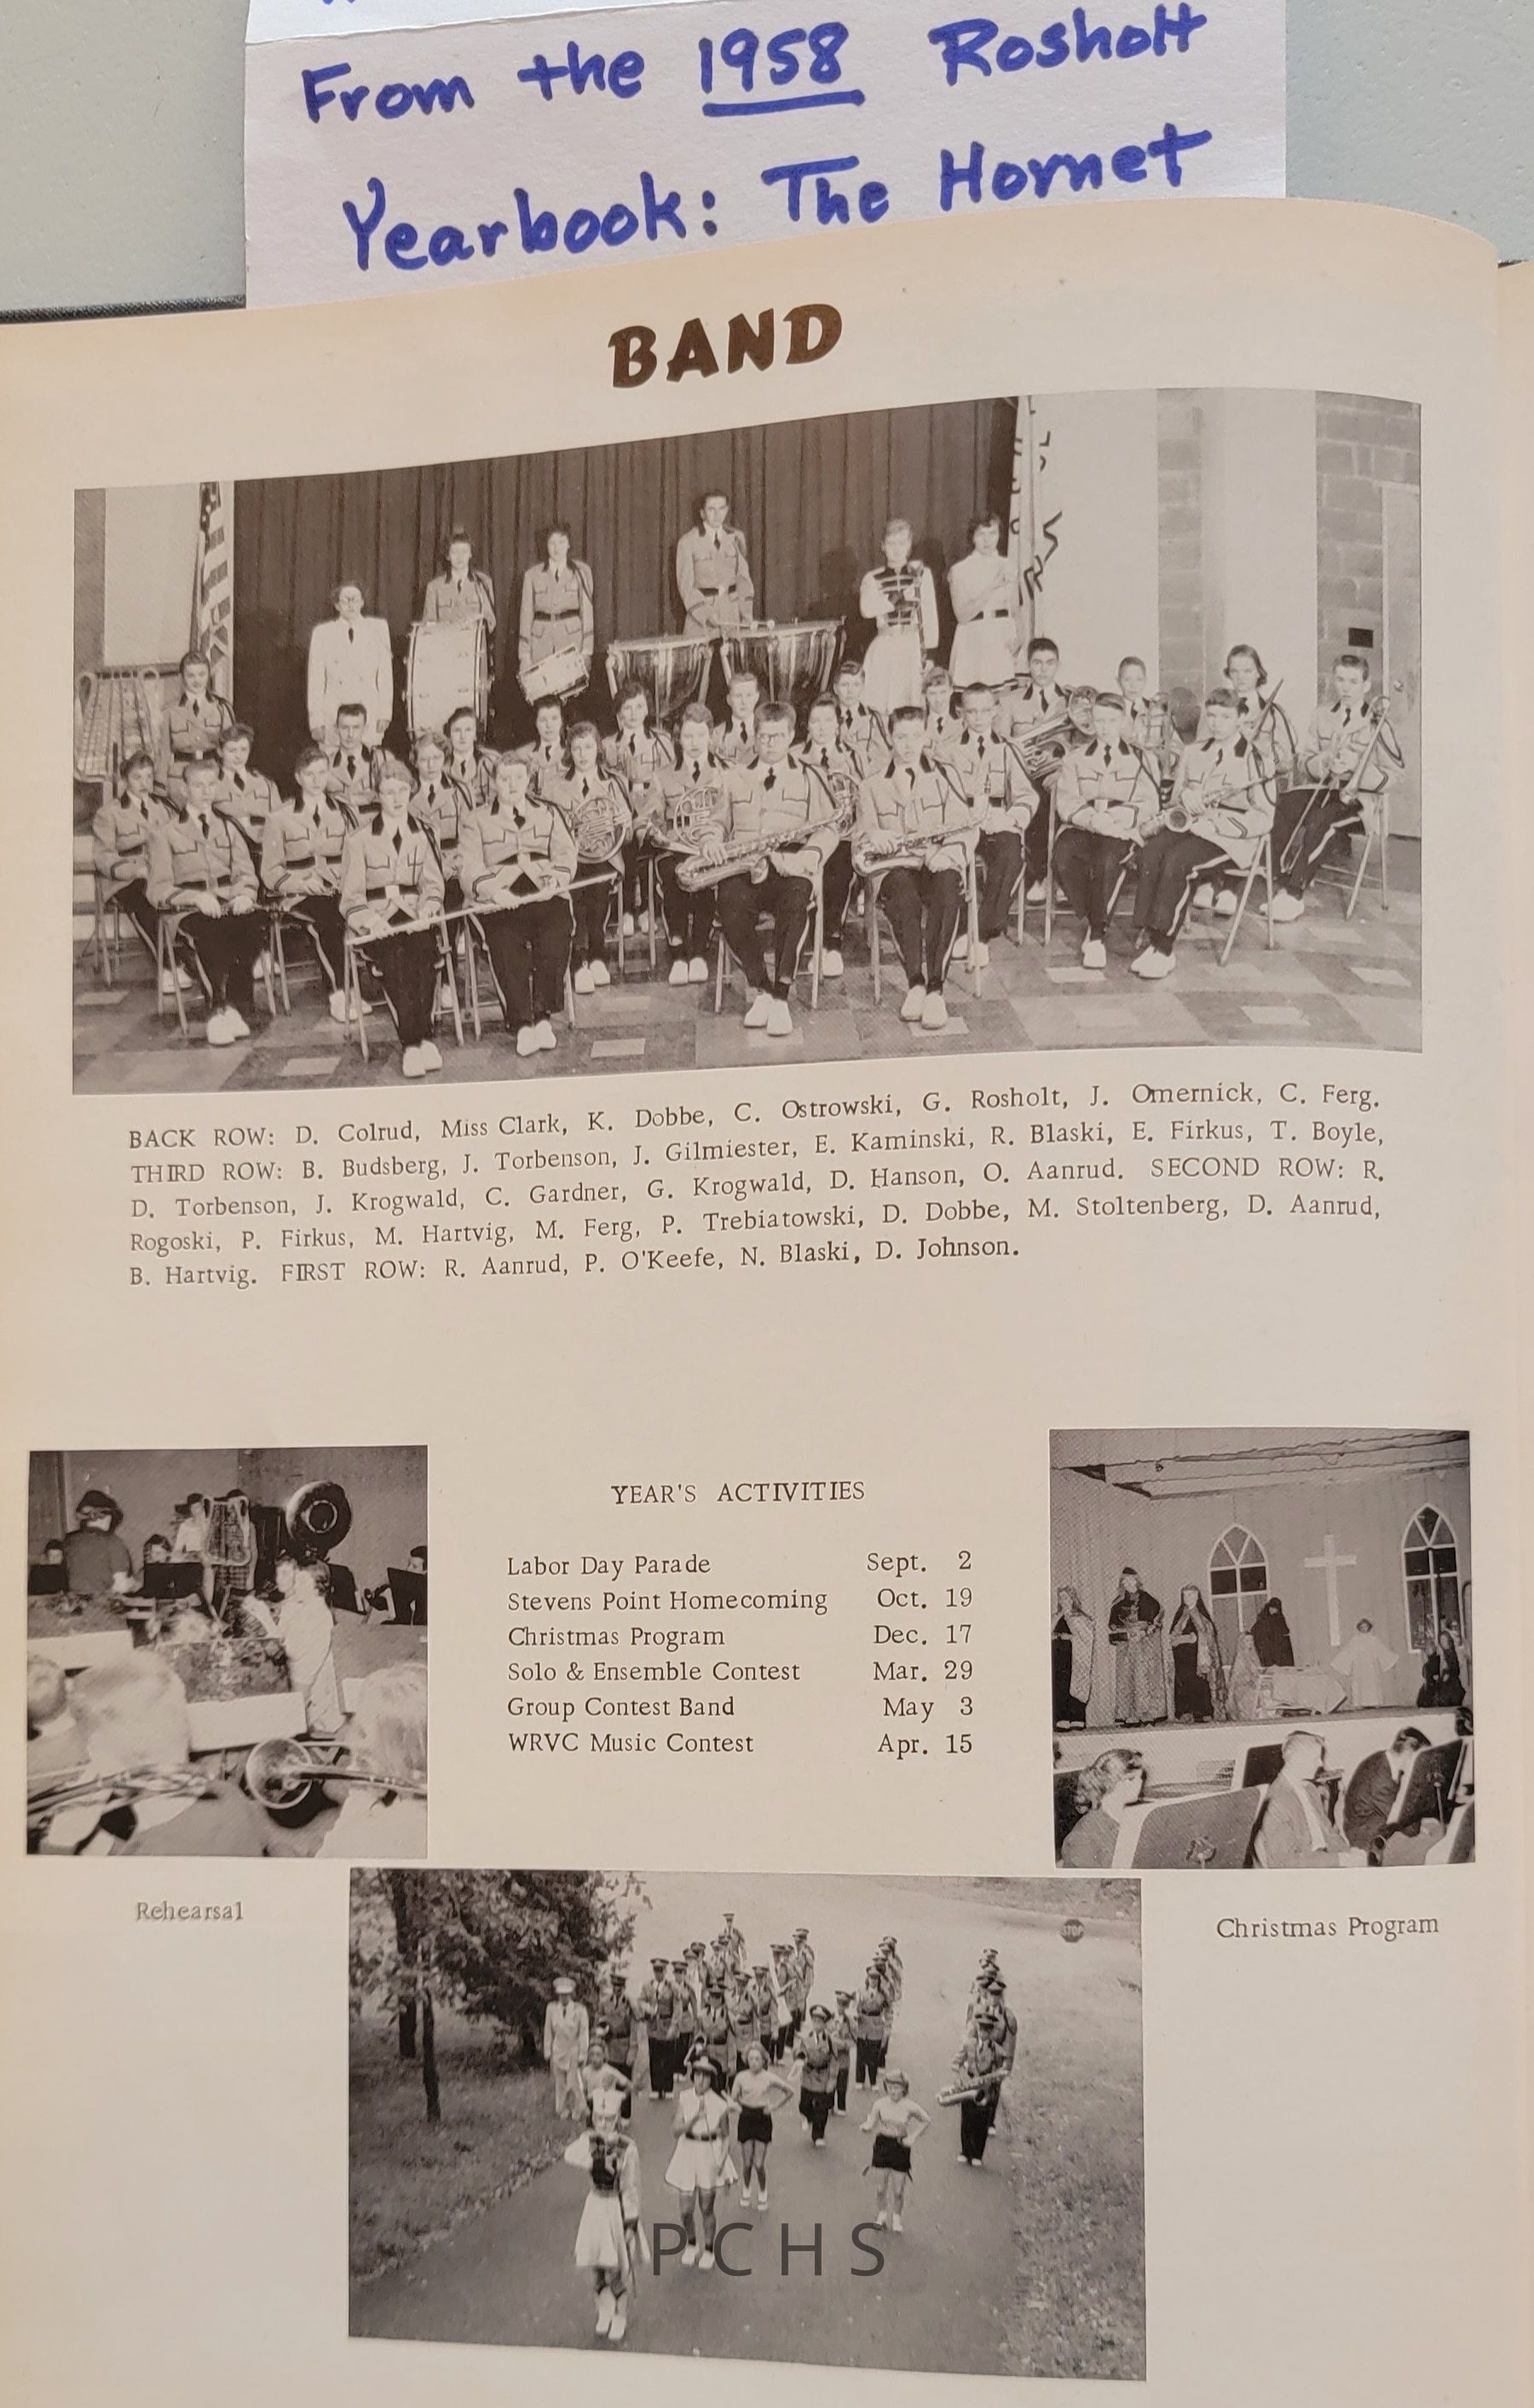 From the 1958 Rosholt
Yearbook: The Hornet
BAND
BACK ROW: D. Colrud, Miss Clark, K. Dobbe, C. Ostrowski, G. Rosholt, J. Omernick, C. Ferg.
THIRD ROW: B. Budsberg, J. Torbenson, J. Gilmiester, E. Kaminski, R. Blaski, E. Firkus, T. Boyle,
D. Torbenson, J. Krogwald, C. Gardner, G. Krogwald, D. Hanson, O. Aanrud. SECOND ROW: R.
Rogoski, P. Firkus, M. Hartvig, M. Ferg, P. Trebiatowski, D. Dobbe, M. Stoltenberg, D. Aanrud,
B. Hartvig. FIRST ROW: R. Aanrud, P. O'Keefe, N. Blaski, D. Johnson.
YEAR'S ACTIVITIES
Labor Day Parade Sept. 2
Stevens Point Homecoming Oct. 19
Christmas Program Dec. 17
Solo & Ensemble Contest Mar. 29
Group Contest Band May 3
WRVC Music Contest Apr. 15
Rehearsal
Christmas Program
STOP
PCHS